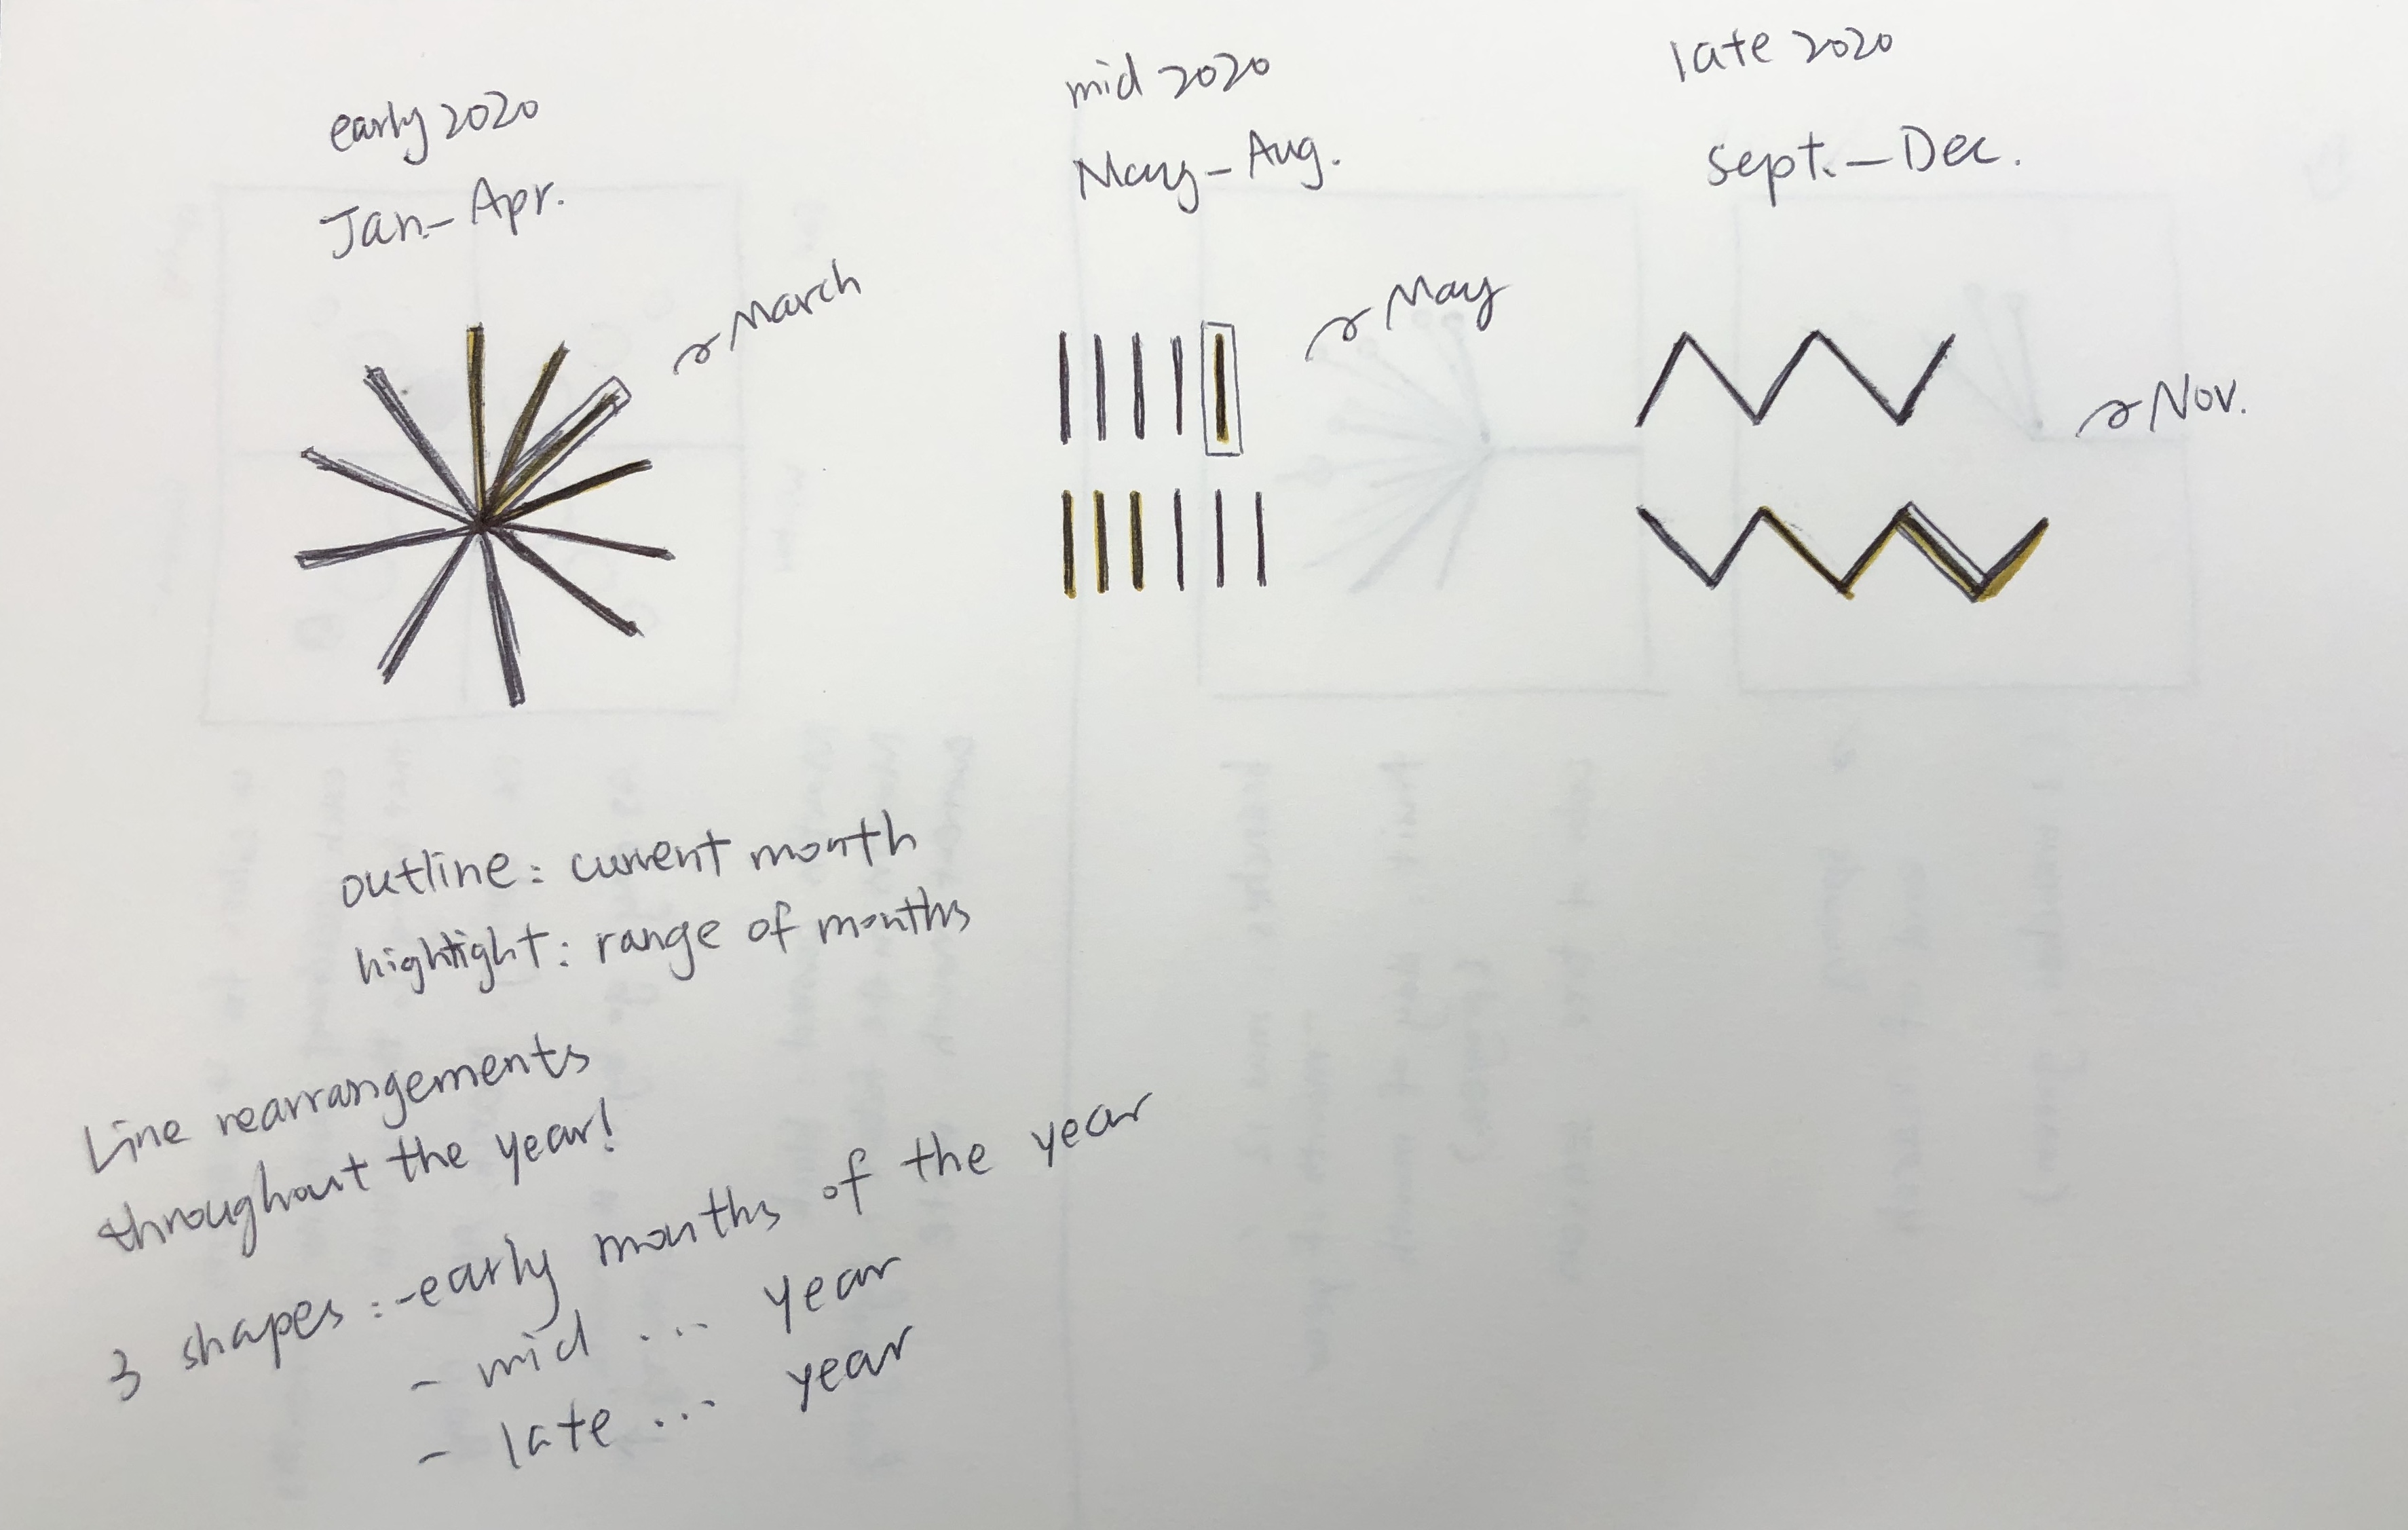 early 2020
Jan-Apr.
March
mid 2020
May-Aug.
May
late 2020
sept.-Dec.
Nov.
outline: current month
highlight: range of months
Line rearrangements
throughout the year!
3 shapes: -early months of the year
- mid ... year
- late ... year